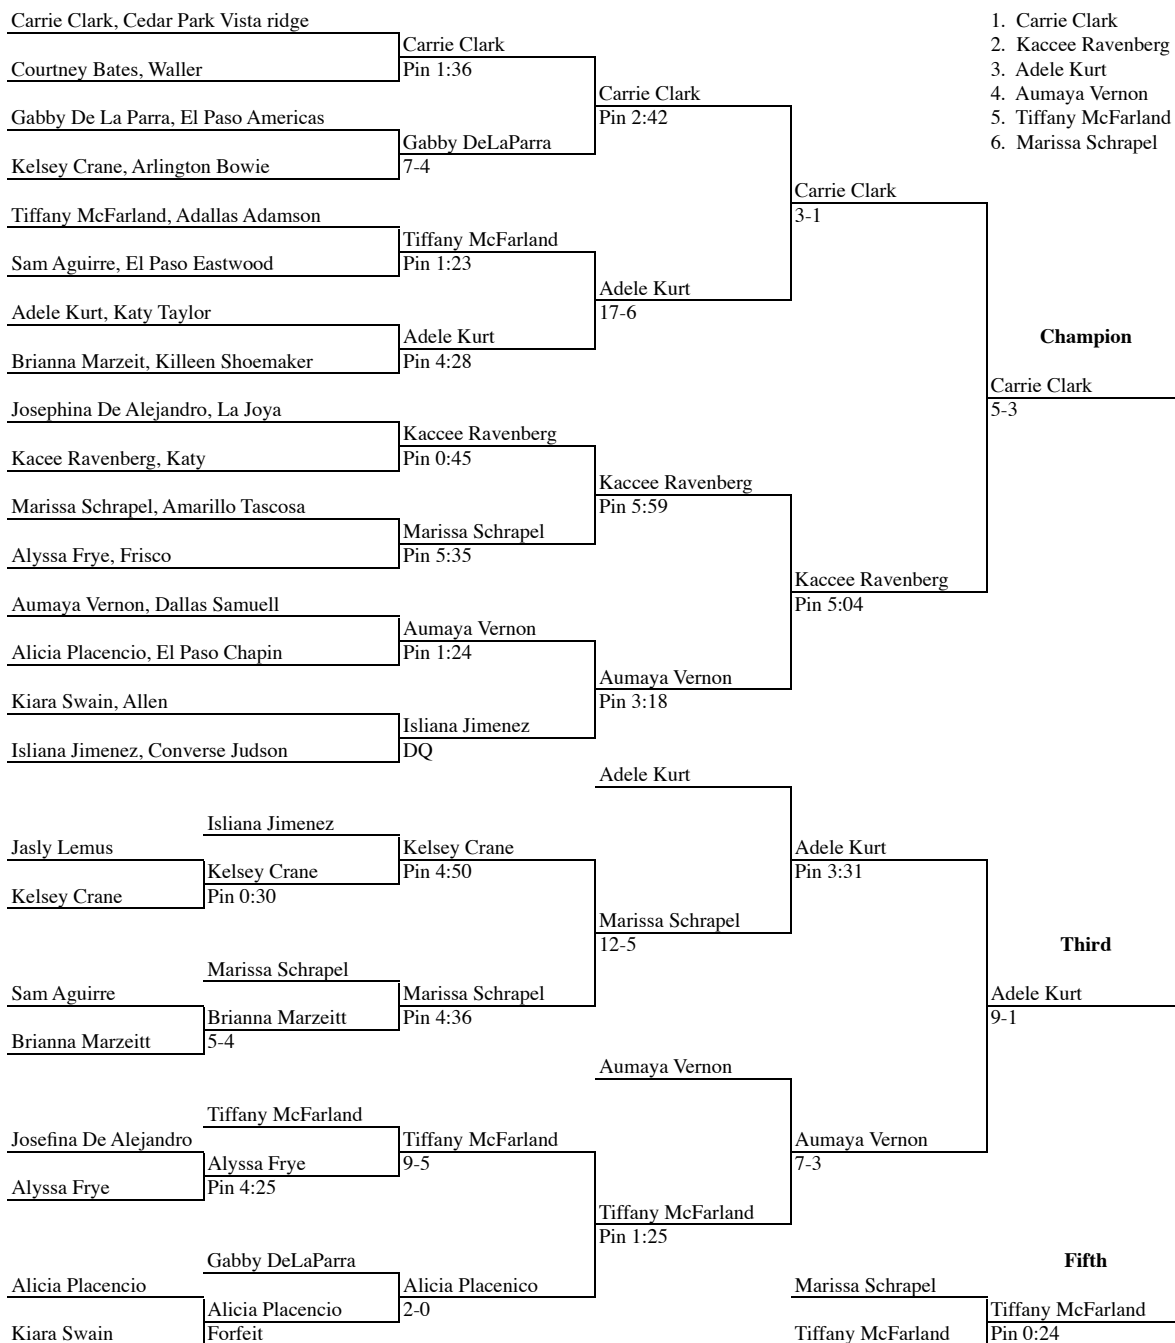 Carrie Clark, Cedar Park Vista ridge
1. Carrie Clark
Carrie Clark
2. Kaccee Ravenberg
Courtney Bates, Waller
Pin 1:36
3. Adele Kurt
Carrie Clark
4. Aumaya Vernon
Gabby De La Parra, El Paso Americas
Pin 2:42
5. Tiffany McFarland
Gabby DeLaParra
6. Marissa Schrapel
Kelsey Crane, Arlington Bowie
7-4
Carrie Clark
Tiffany McFarland, Adallas Adamson
3-1
Tiffany McFarland
Sam Aguirre, El Paso Eastwood
Pin 1:23
Adele Kurt
Adele Kurt, Katy Taylor
17-6
Adele Kurt
Champion
Brianna Marzeit, Killeen Shoemaker
Pin 4:28
Carrie Clark
Josephina De Alejandro, La Joya
5-3
Kaccee Ravenberg
Kacee Ravenberg, Katy
Pin 0:45
Kaccee Ravenberg
Marissa Schrapel, Amarillo Tascosa
Pin 5:59
Marissa Schrapel
Alyssa Frye, Frisco
Pin 5:35
Kaccee Ravenberg
Aumaya Vernon, Dallas Samuell
Pin 5:04
Aumaya Vernon
Alicia Placencio, El Paso Chapin
Pin 1:24
Aumaya Vernon
Kiara Swain, Allen
Pin 3:18
Isliana Jimenez
Isliana Jimenez, Converse Judson
DQ
Adele Kurt
Isliana Jimenez
Jasly Lemus
Kelsey Crane
Adele Kurt
Kelsey Crane
Pin 4:50
Pin 3:31
Kelsey Crane
Pin 0:30
Marissa Schrapel
12-5
Third
Marissa Schrapel
Sam Aguirre
Marissa Schrapel
Adele Kurt
Brianna Marzeitt
Pin 4:36
9-1
Brianna Marzeitt
5-4
Aumaya Vernon
Tiffany McFarland
Josefina De Alejandro
Tiffany McFarland
Aumaya Vernon
Alyssa Frye
9-5
7-3
Alyssa Frye
Pin 4:25
Tiffany McFarland
Pin 1:25
Gabby DeLaParra
Fifth
Alicia Placencio
Alicia Placenico
Marissa Schrapel
Alicia Placencio
2-0
Tiffany McFarland
Kiara Swain
Forfeit
Tiffany McFarland
Pin 0:24